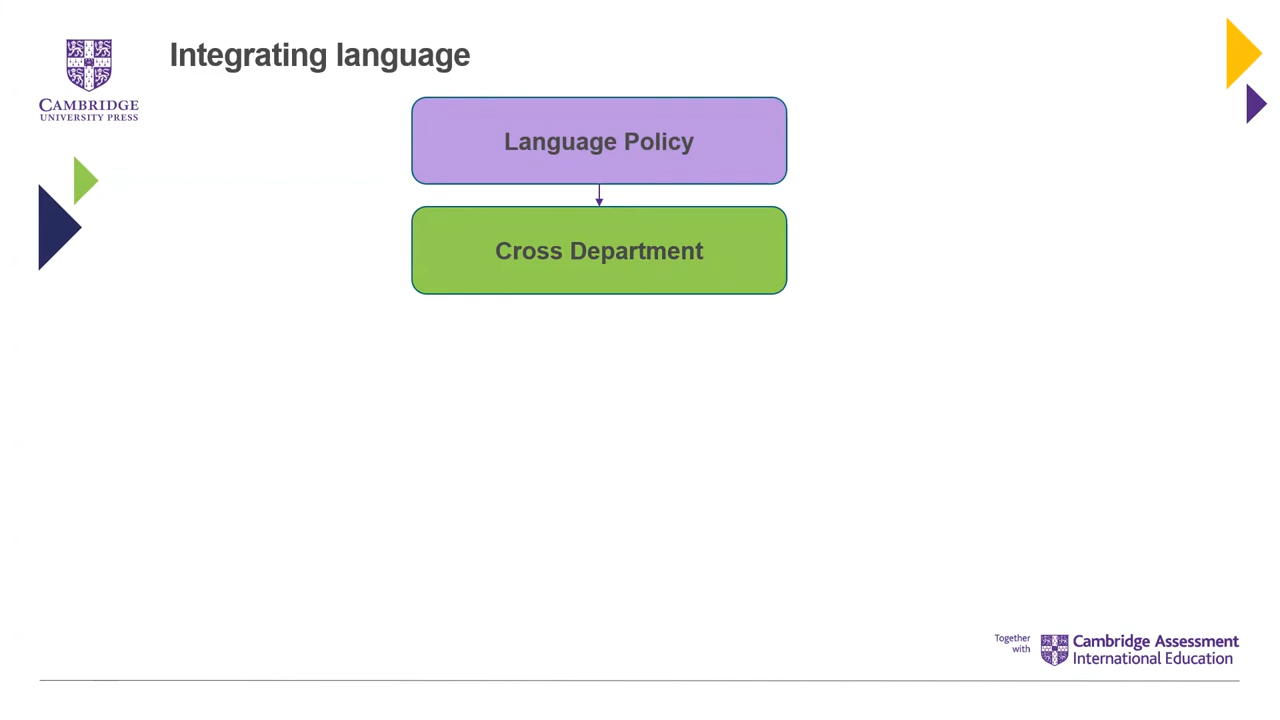 Integrating language
CAMBRIDGE
UNIVERSITY PRESS
Language Policy
Cross Department
Together
with
Cambridge Assessment
International Education